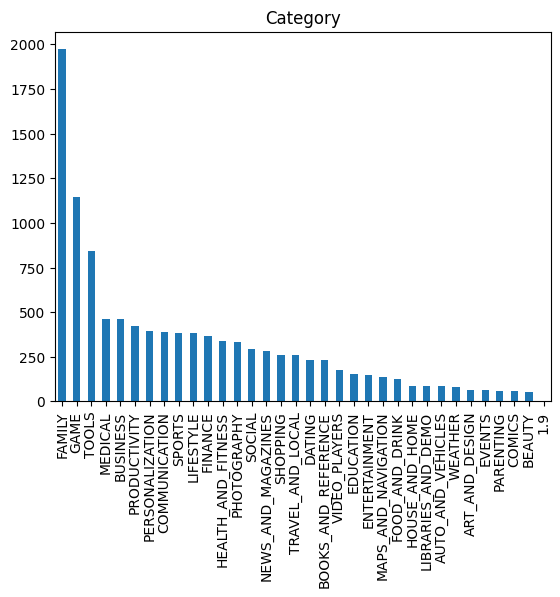 Category
2000
1750
1500
1250
1000
750
500
250
0
FAMILY
GAME
TOOLS
MEDICAL
BUSINESS
PRODUCTIVITY
PERSONALIZATION
COMMUNICATION
SPORTS
LIFESTYLE
FINANCE
HEALTH_AND_FITNESS
PHOTOGRAPHY
SOCIAL
NEWS_AND_MAGAZINES
SHOPPING
TRAVEL_AND_LOCAL
DATING
BOOKS_AND_REFERENCE
VIDEO_PLAYERS
EDUCATION
ENTERTAINMENT
MAPS_AND_NAVIGATION
FOOD_AND_DRINK
HOUSE_AND_HOME
LIBRARIES_AND_DEMO
AUTO_AND_VEHICLES
WEATHER
ART_AND_DESIGN
EVENTS
PARENTING
COMICS
BEAUTY
1.9